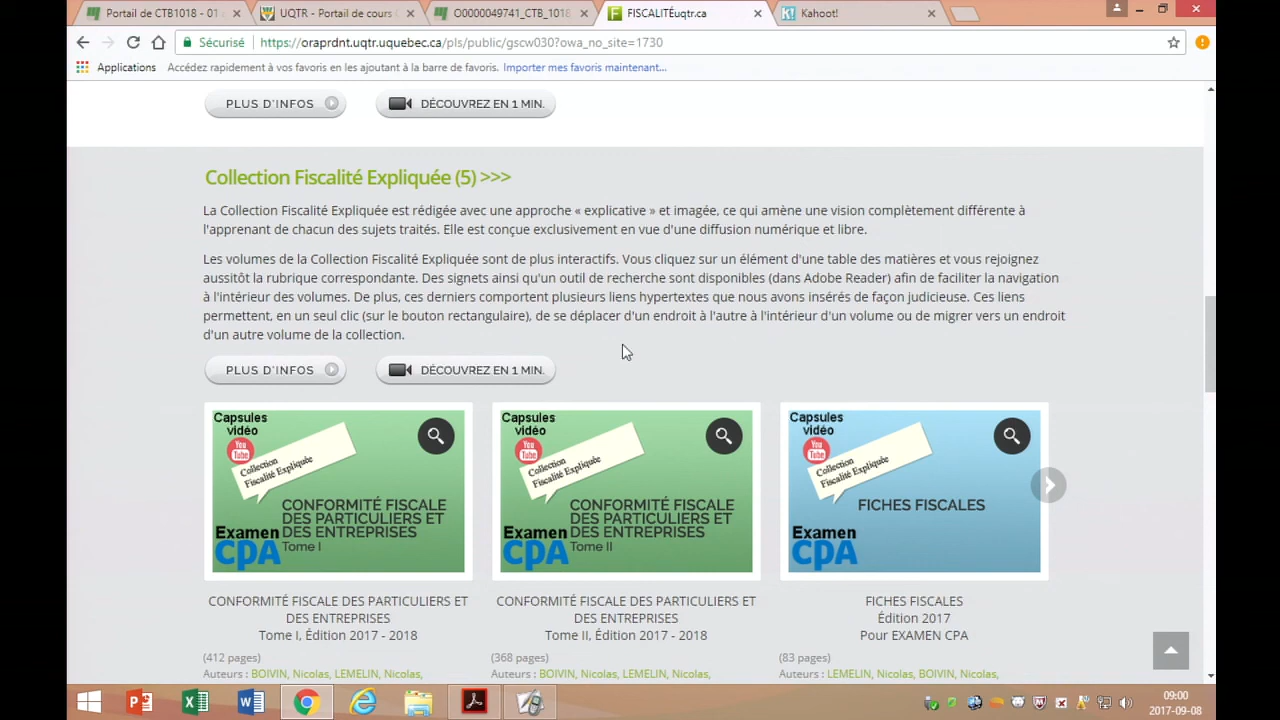 Portail de CTB1018 - 01
UQTR - Portail de cours
O0000049741_CTB_1018
FISCALITÉuqtr.ca
Kahoot!
Sécurisé
https://oraprdnt.uqtr.uquebec.ca/pls/public/gscw030?owa_no_site=1730
Applications Accédez rapidement à vos favoris en les ajoutant à la barre de favoris. Importer mes favoris maintenant...
PLUS D'INFOS DÉCOUVREZ EN 1 MIN.
Collection Fiscalité Expliquée (5) >>>
La Collection Fiscalité Expliquée est rédigée avec une approche « explicative » et imagée, ce qui amène une vision complètement différente à
l'apprenant de chacun des sujets traités. Elle est conçue exclusivement en vue d'une diffusion numérique et libre.
Les volumes de la Collection Fiscalité Expliquée sont de plus interactifs. Vous cliquez sur un élément d'une table des matières et vous rejoignez
aussitôt la rubrique correspondante. Des signets ainsi qu'un outil de recherche sont disponibles (dans Adobe Reader) afin de faciliter la navigation
à l'intérieur des volumes. De plus, ces derniers comportent plusieurs liens hypertextes que nous avons insérés de façon judicieuse. Ces liens
permettent, en un seul clic (sur le bouton rectangulaire), de se déplacer d'un endroit à l'autre à l'intérieur d'un volume ou de migrer vers un endroit
d'un autre volume de la collection.
PLUS D'INFOS DÉCOUVREZ EN 1 MIN.
Capsules
vidéo
You
Tube
Collection
Fiscalité Expliquée
CONFORMITÉ FISCALE
DES PARTICULIERS ET
DES ENTREPRISES
Tome I
Examen
CPA
Capsules
vidéo
You
Tube
Collection
Fiscalité Expliquée
CONFORMITÉ FISCALE
DES PARTICULIERS ET
DES ENTREPRISES
Tome II
Examen
CPA
Capsules
vidéo
You
Tube
Collection
Fiscalité Expliquée
FICHES FISCALES
Examen
CPA
CONFORMITÉ FISCALE DES PARTICULIERS ET
DES ENTREPRISES
Tome I, Édition 2017 - 2018
(412 pages)
Auteurs : BOIVIN, Nicolas, LEMELIN, Nicolas,
CONFORMITÉ FISCALE DES PARTICULIERS ET
DES ENTREPRISES
Tome II, Édition 2017 - 2018
(368 pages)
Auteurs : BOIVIN, Nicolas, LEMELIN, Nicolas,
FICHES FISCALES
Édition 2017
Pour EXAMEN CPA
(83 pages)
Auteurs : LEMELIN, Nicolas, BOIVIN, Nicolas,
09:00
2017-09-08